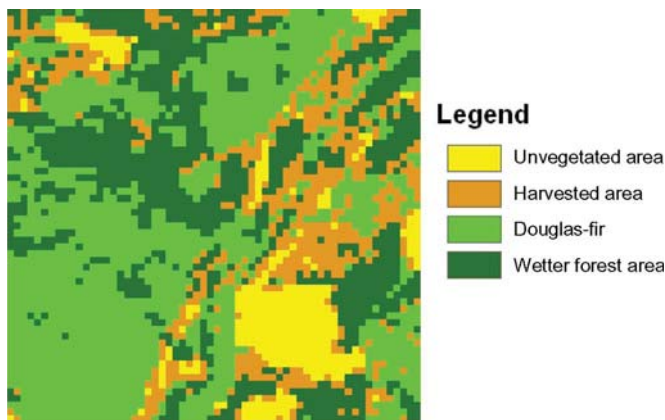 Legend
Unvegetated area
Harvested area
Douglas-fir
Wetter forest area